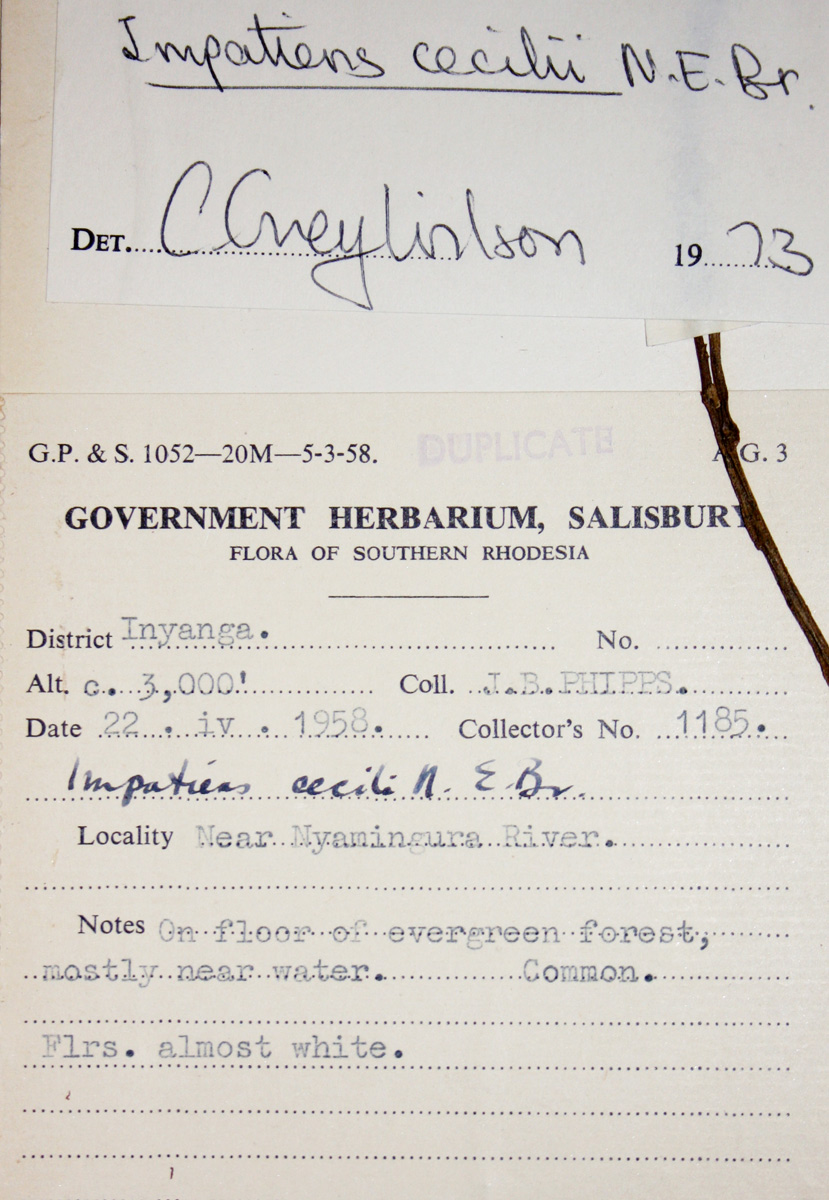 Impatiens cecilii N.E.Br.
DET. C Grey-Wilson 1973
G.P. & S. 1052—20M—5-3-58. DUPLICATE A.G. 3
GOVERNMENT HERBARIUM, SALISBURY
FLORA OF SOUTHERN RHODESIA
District Inyanga. No.
Alt. c. 3,000' Coll. J.B. PHIPPS.
Date 22 . iv . 1958. Collector's No. 1185.
Impatiens cecili N. E Br.
Locality Near Nyamingura River.
Notes On floor of evergreen forest,
mostly near water. Common.
Flrs. almost white.